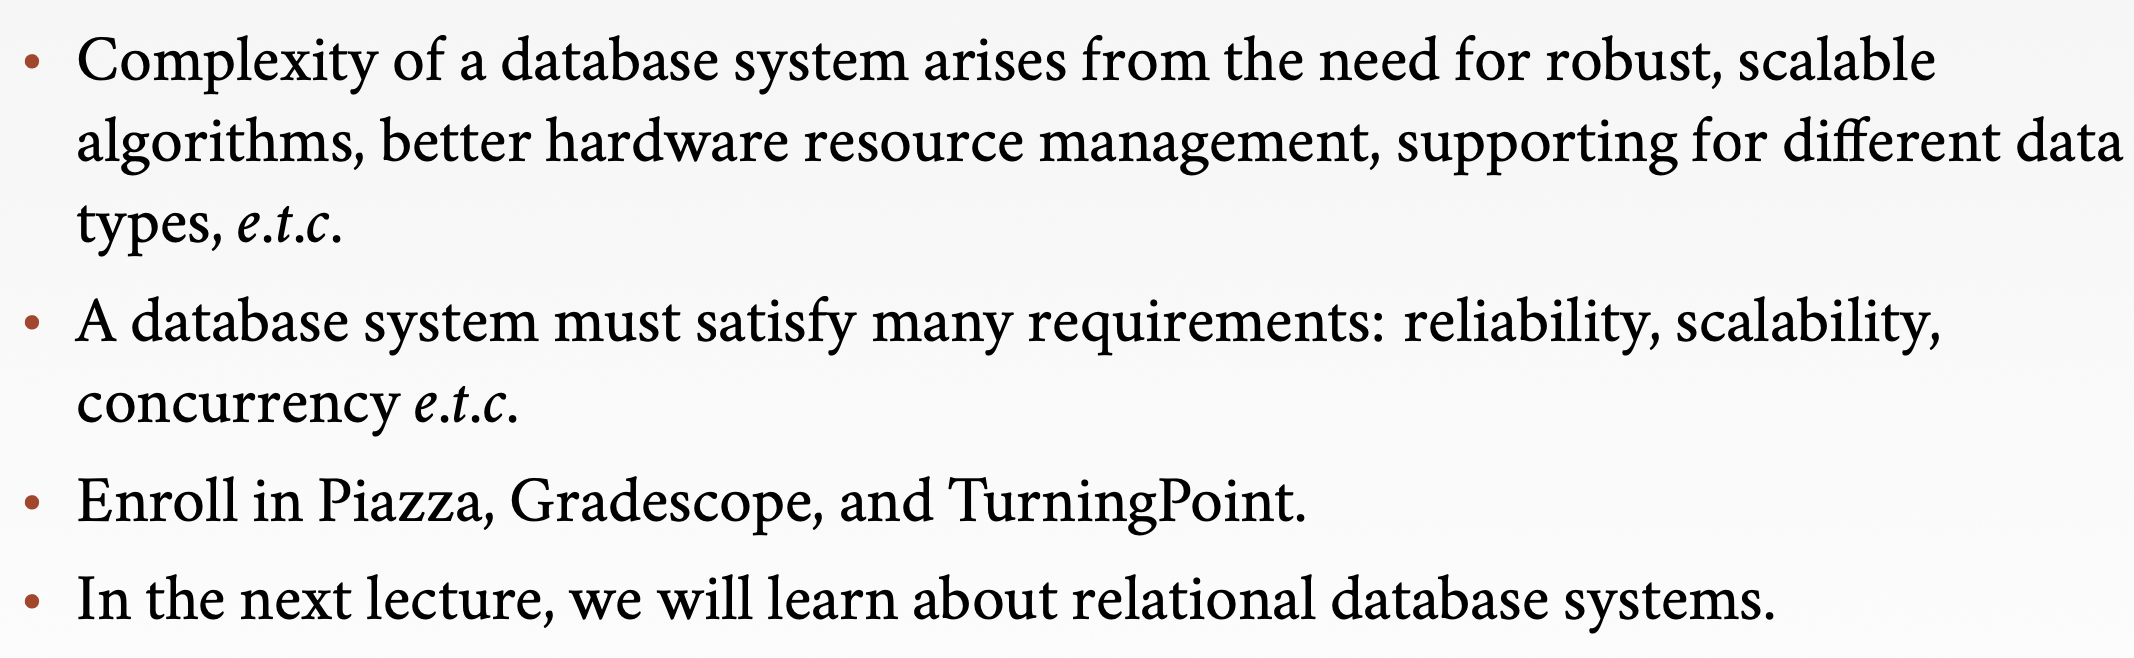 • Complexity of a database system arises from the need for robust, scalable
algorithms, better hardware resource management, supporting for different data
types, e.t.c.
• A database system must satisfy many requirements: reliability, scalability,
concurrency e.t.c.
• Enroll in Piazza, Gradescope, and TurningPoint.
• In the next lecture, we will learn about relational database systems.